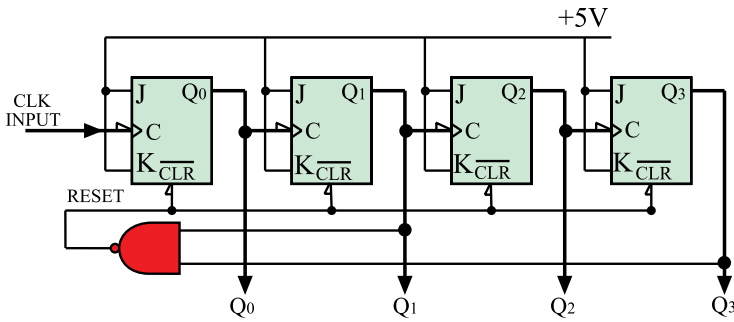 +5V
CLK
INPUT
J Q0
C
K CLR
J Q1
C
K CLR
J Q2
C
K CLR
J Q3
C
K CLR
RESET
Q0 Q1 Q2 Q3